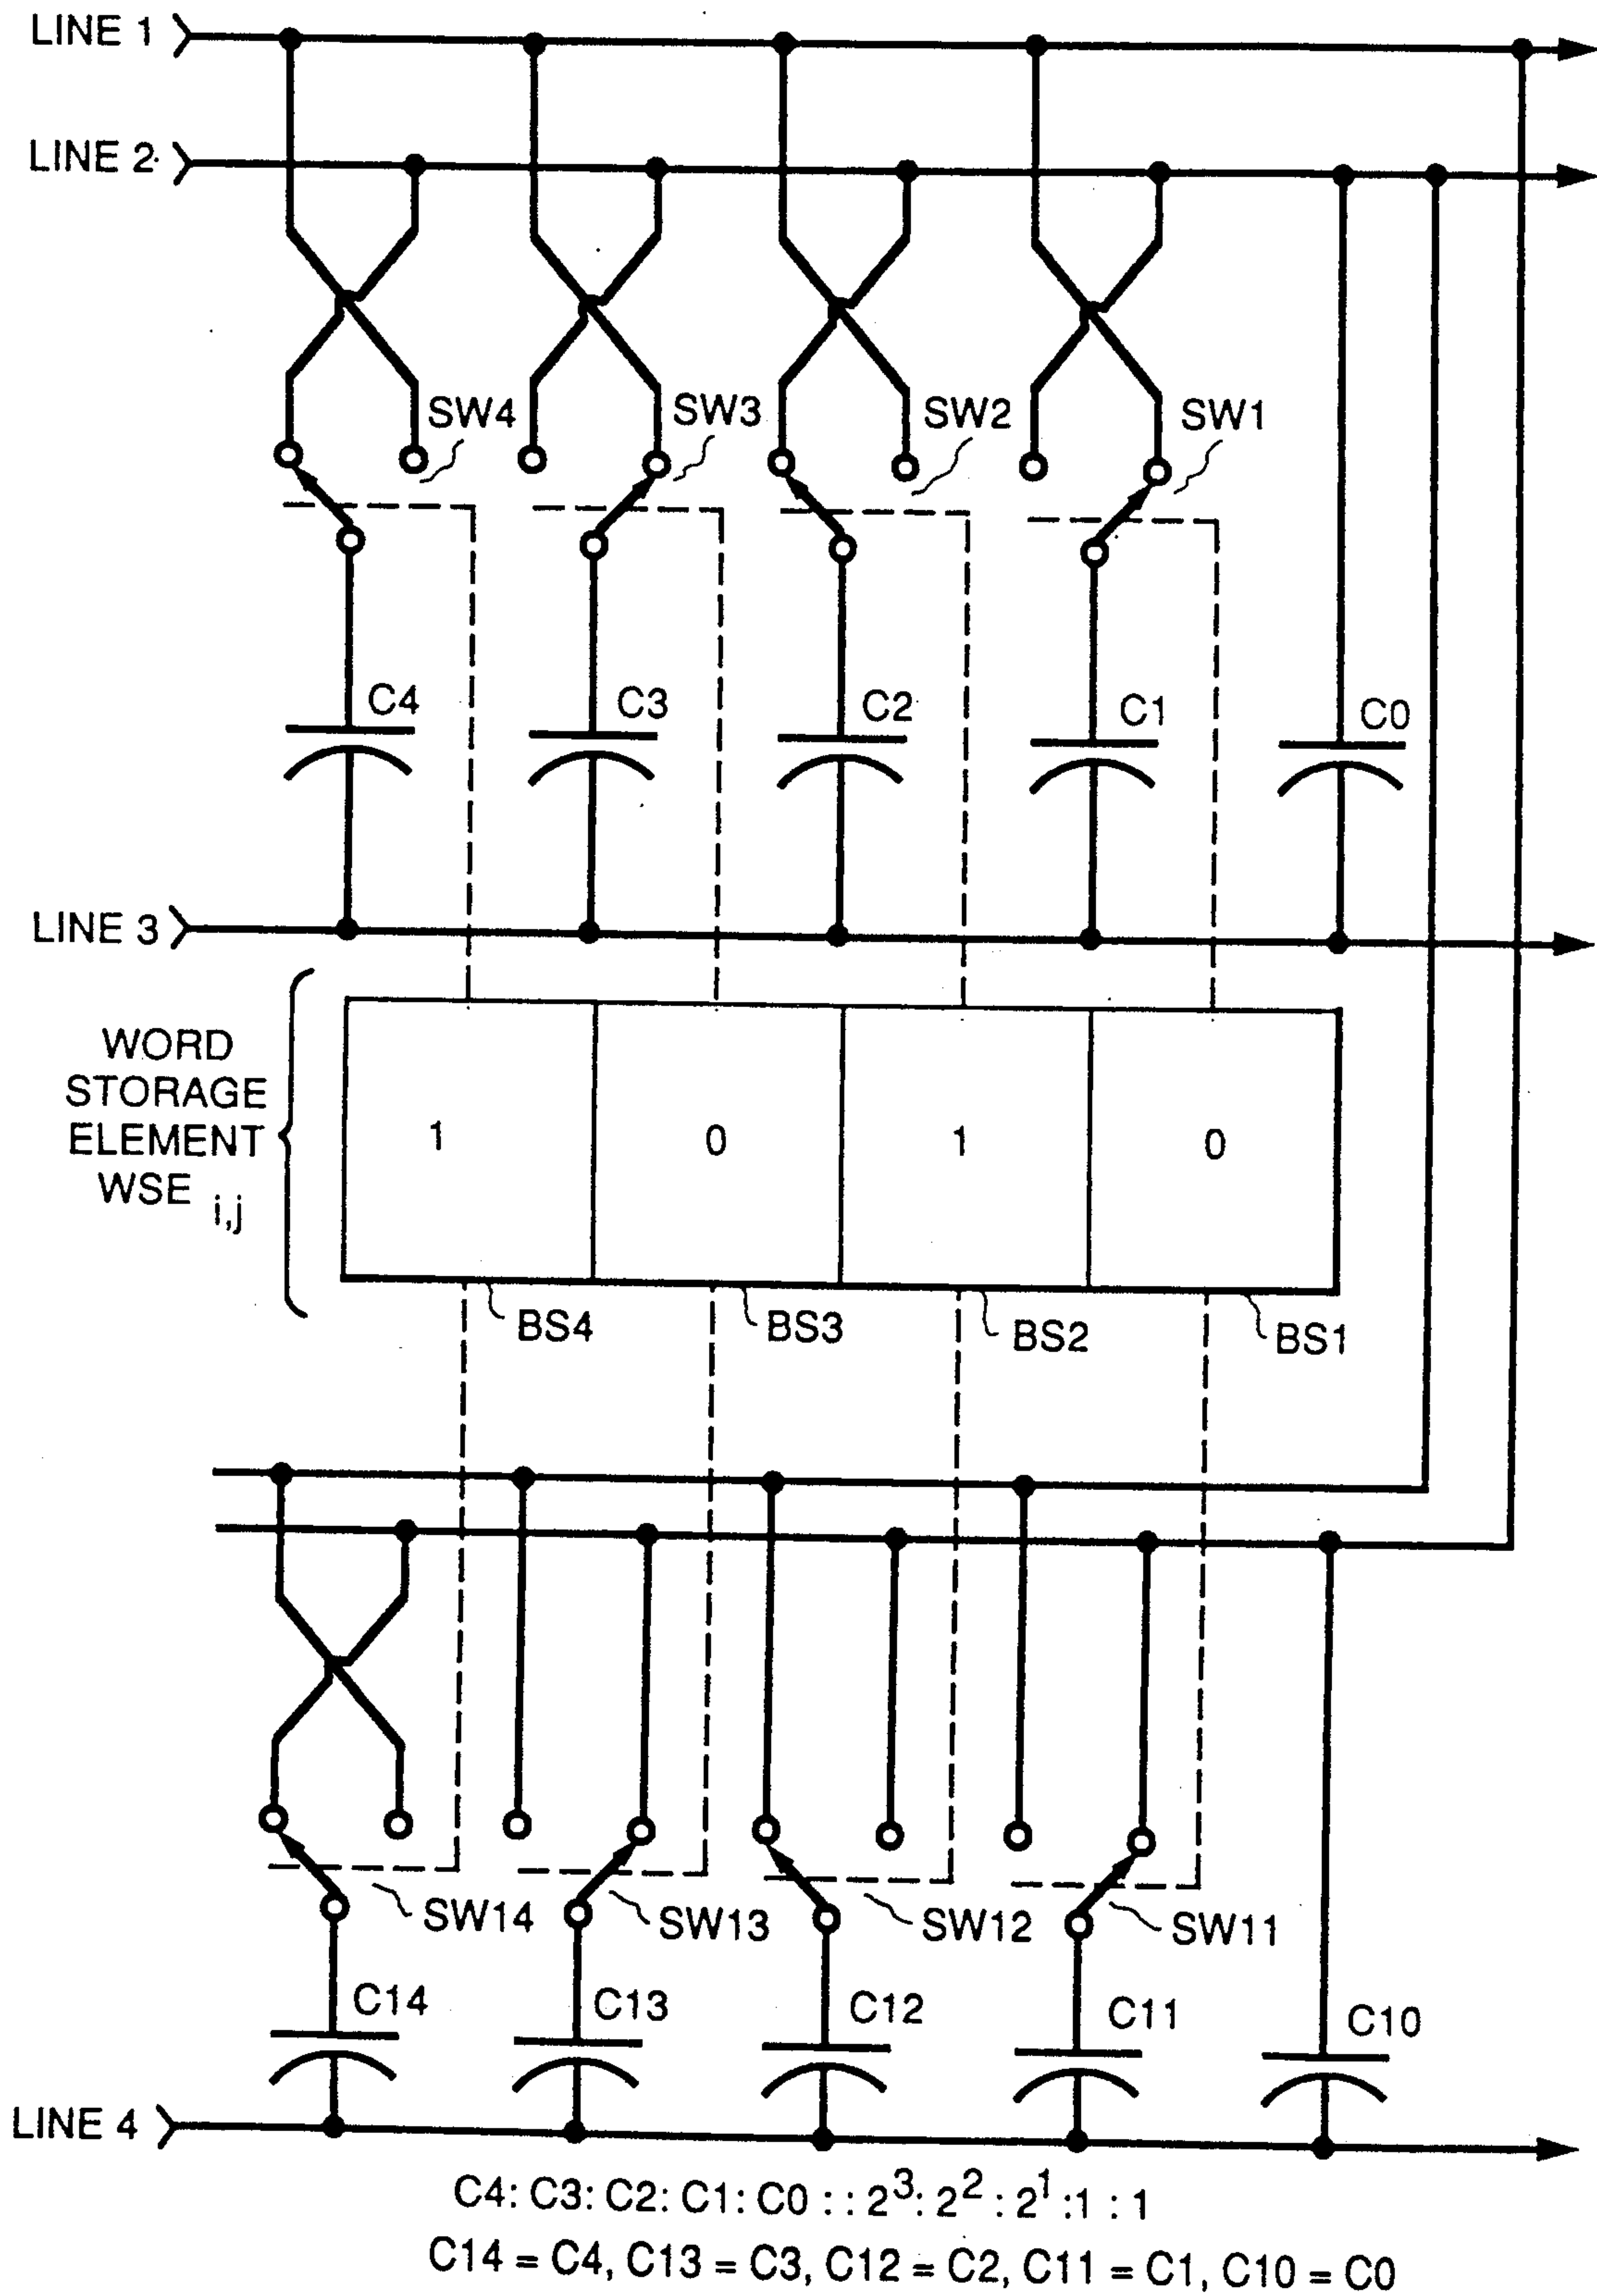 LINE 1
LINE 2
SW4
SW3
SW2
SW1
C4
C3
C2
C1
C0
LINE 3
WORD
STORAGE
ELEMENT
WSE i,j
1
0
1
0
BS4
BS3
BS2
BS1
SW14
SW13
SW12
SW11
C14
C13
C12
C11
C10
LINE 4
C4: C3: C2: C1: C0 : : 2³: 2² : 2¹ :1 : 1
C14 = C4, C13 = C3, C12 = C2, C11 = C1, C10 = C0